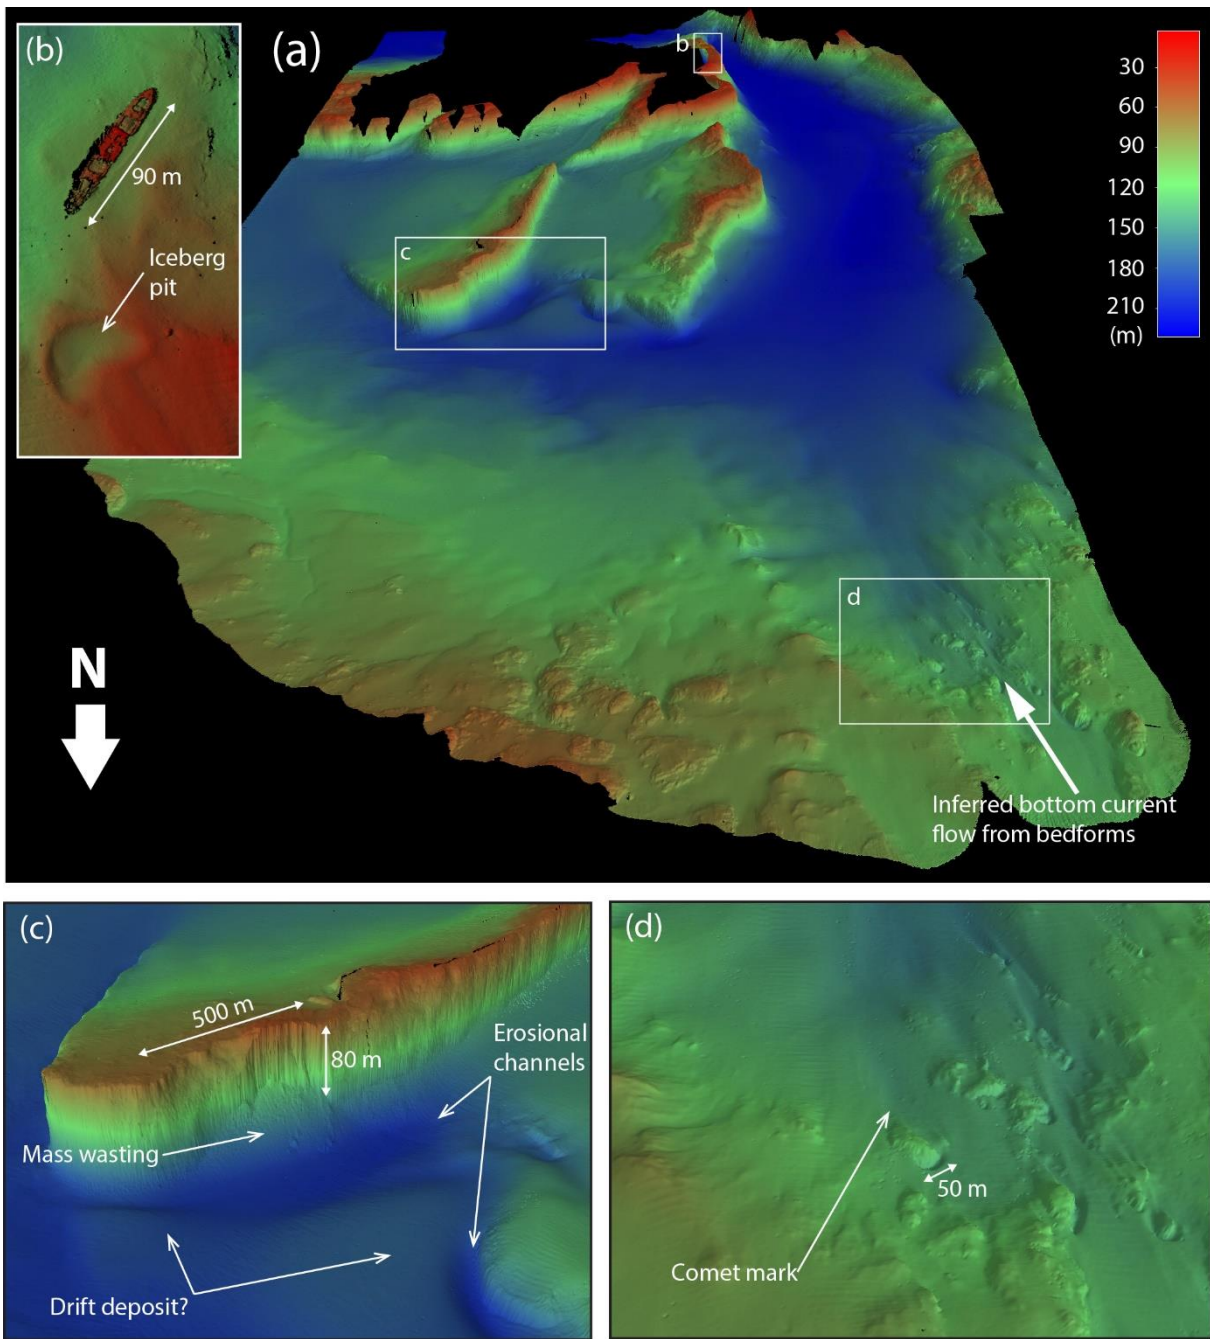 (b)
90 m
Iceberg
pit
(a)
b
c
d
30
60
90
120
150
180
210
(m)
N
Inferred bottom current
flow from bedforms
(c)
500 m
80 m
Erosional
channels
Mass wasting
Drift deposit?
(d)
50 m
Comet mark